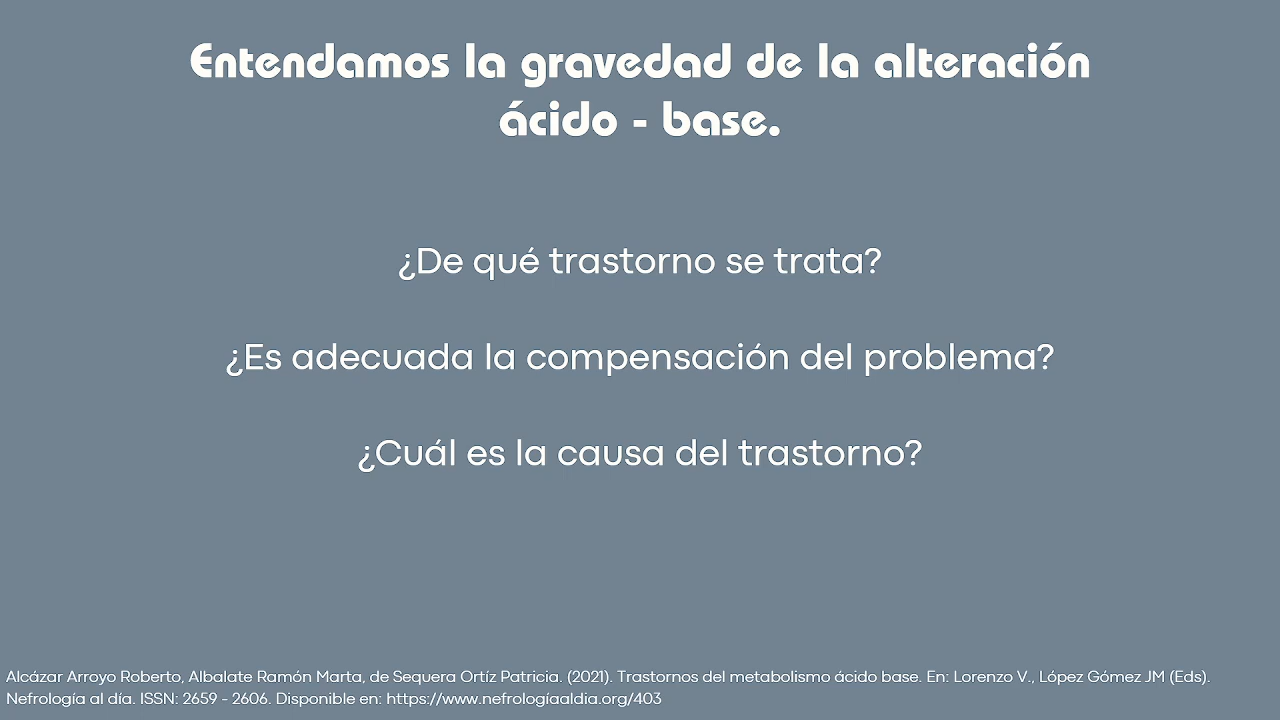 Entendamos la gravedad de la alteración
ácido - base.
¿De qué trastorno se trata?
¿Es adecuada la compensación del problema?
¿Cuál es la causa del trastorno?
Alcázar Arroyo Roberto, Albalate Ramón Marta, de Sequera Ortíz Patricia. (2021). Trastornos del metabolismo ácido base. En: Lorenzo V., López Gómez JM (Eds).
Nefrología al día. ISSN: 2659 - 2606. Disponible en: https://www.nefrologíaaldia.org/403